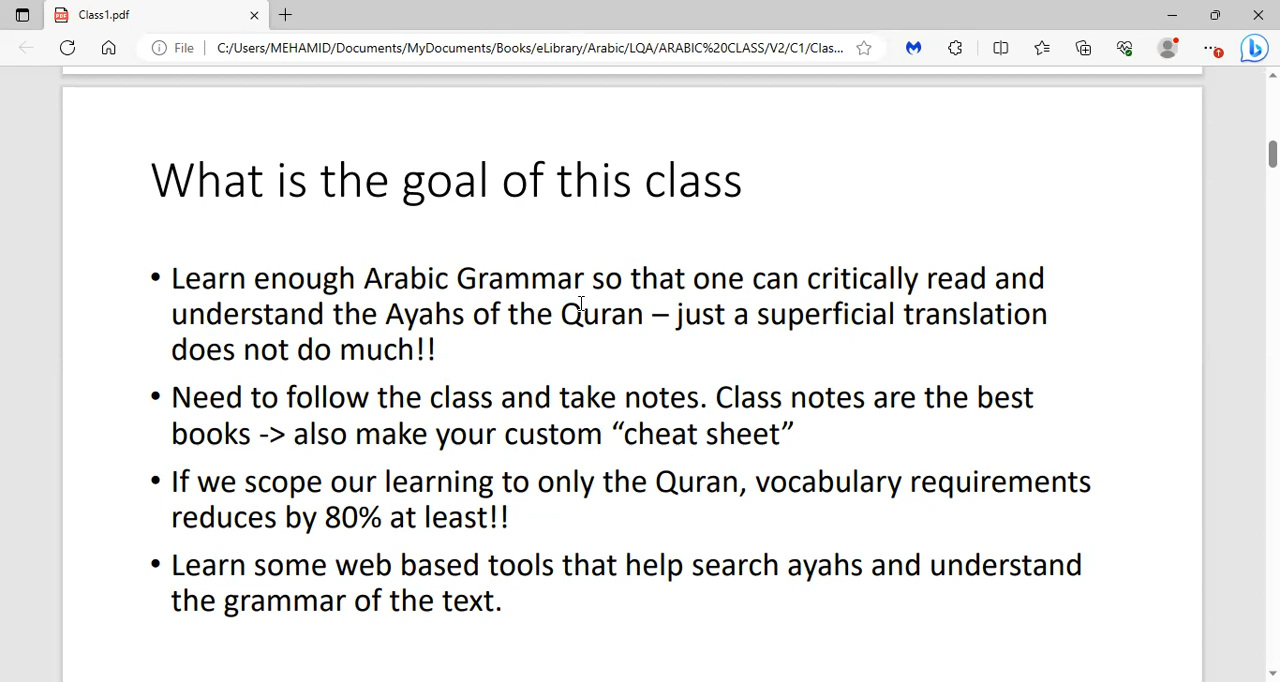 Class1.pdf
File
C:/Users/MEHAMID/Documents/MyDocuments/Books/eLibrary/Arabic/LQA/ARABIC%20CLASS/V2/C1/Clas...
What is the goal of this class
• Learn enough Arabic Grammar so that one can critically read and
understand the Ayahs of the Quran – just a superficial translation
does not do much!!
• Need to follow the class and take notes. Class notes are the best
books -> also make your custom “cheat sheet”
• If we scope our learning to only the Quran, vocabulary requirements
reduces by 80% at least!!
• Learn some web based tools that help search ayahs and understand
the grammar of the text.